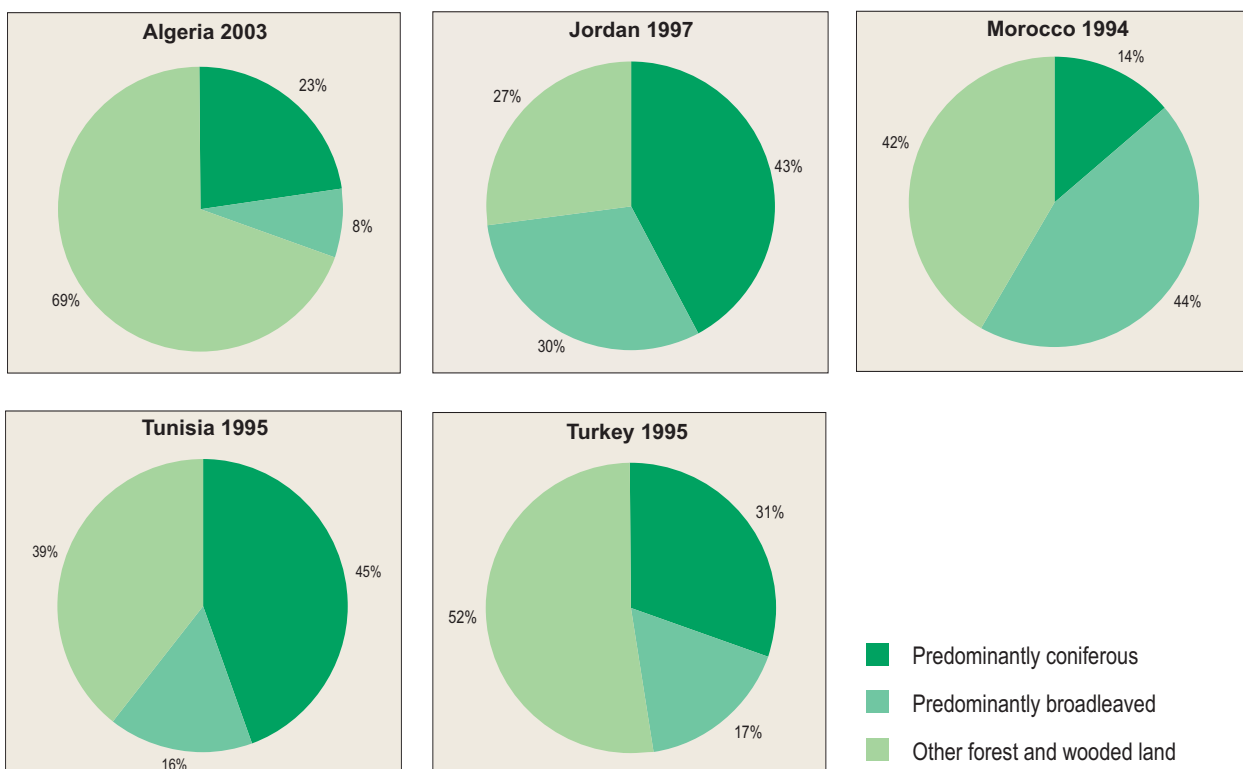 Algeria 2003
23%
8%
69%
Jordan 1997
27%
43%
30%
Morocco 1994
14%
42%
44%
Tunisia 1995
39%
45%
16%
Turkey 1995
31%
52%
17%
Predominantly coniferous
Predominantly broadleaved
Other forest and wooded land